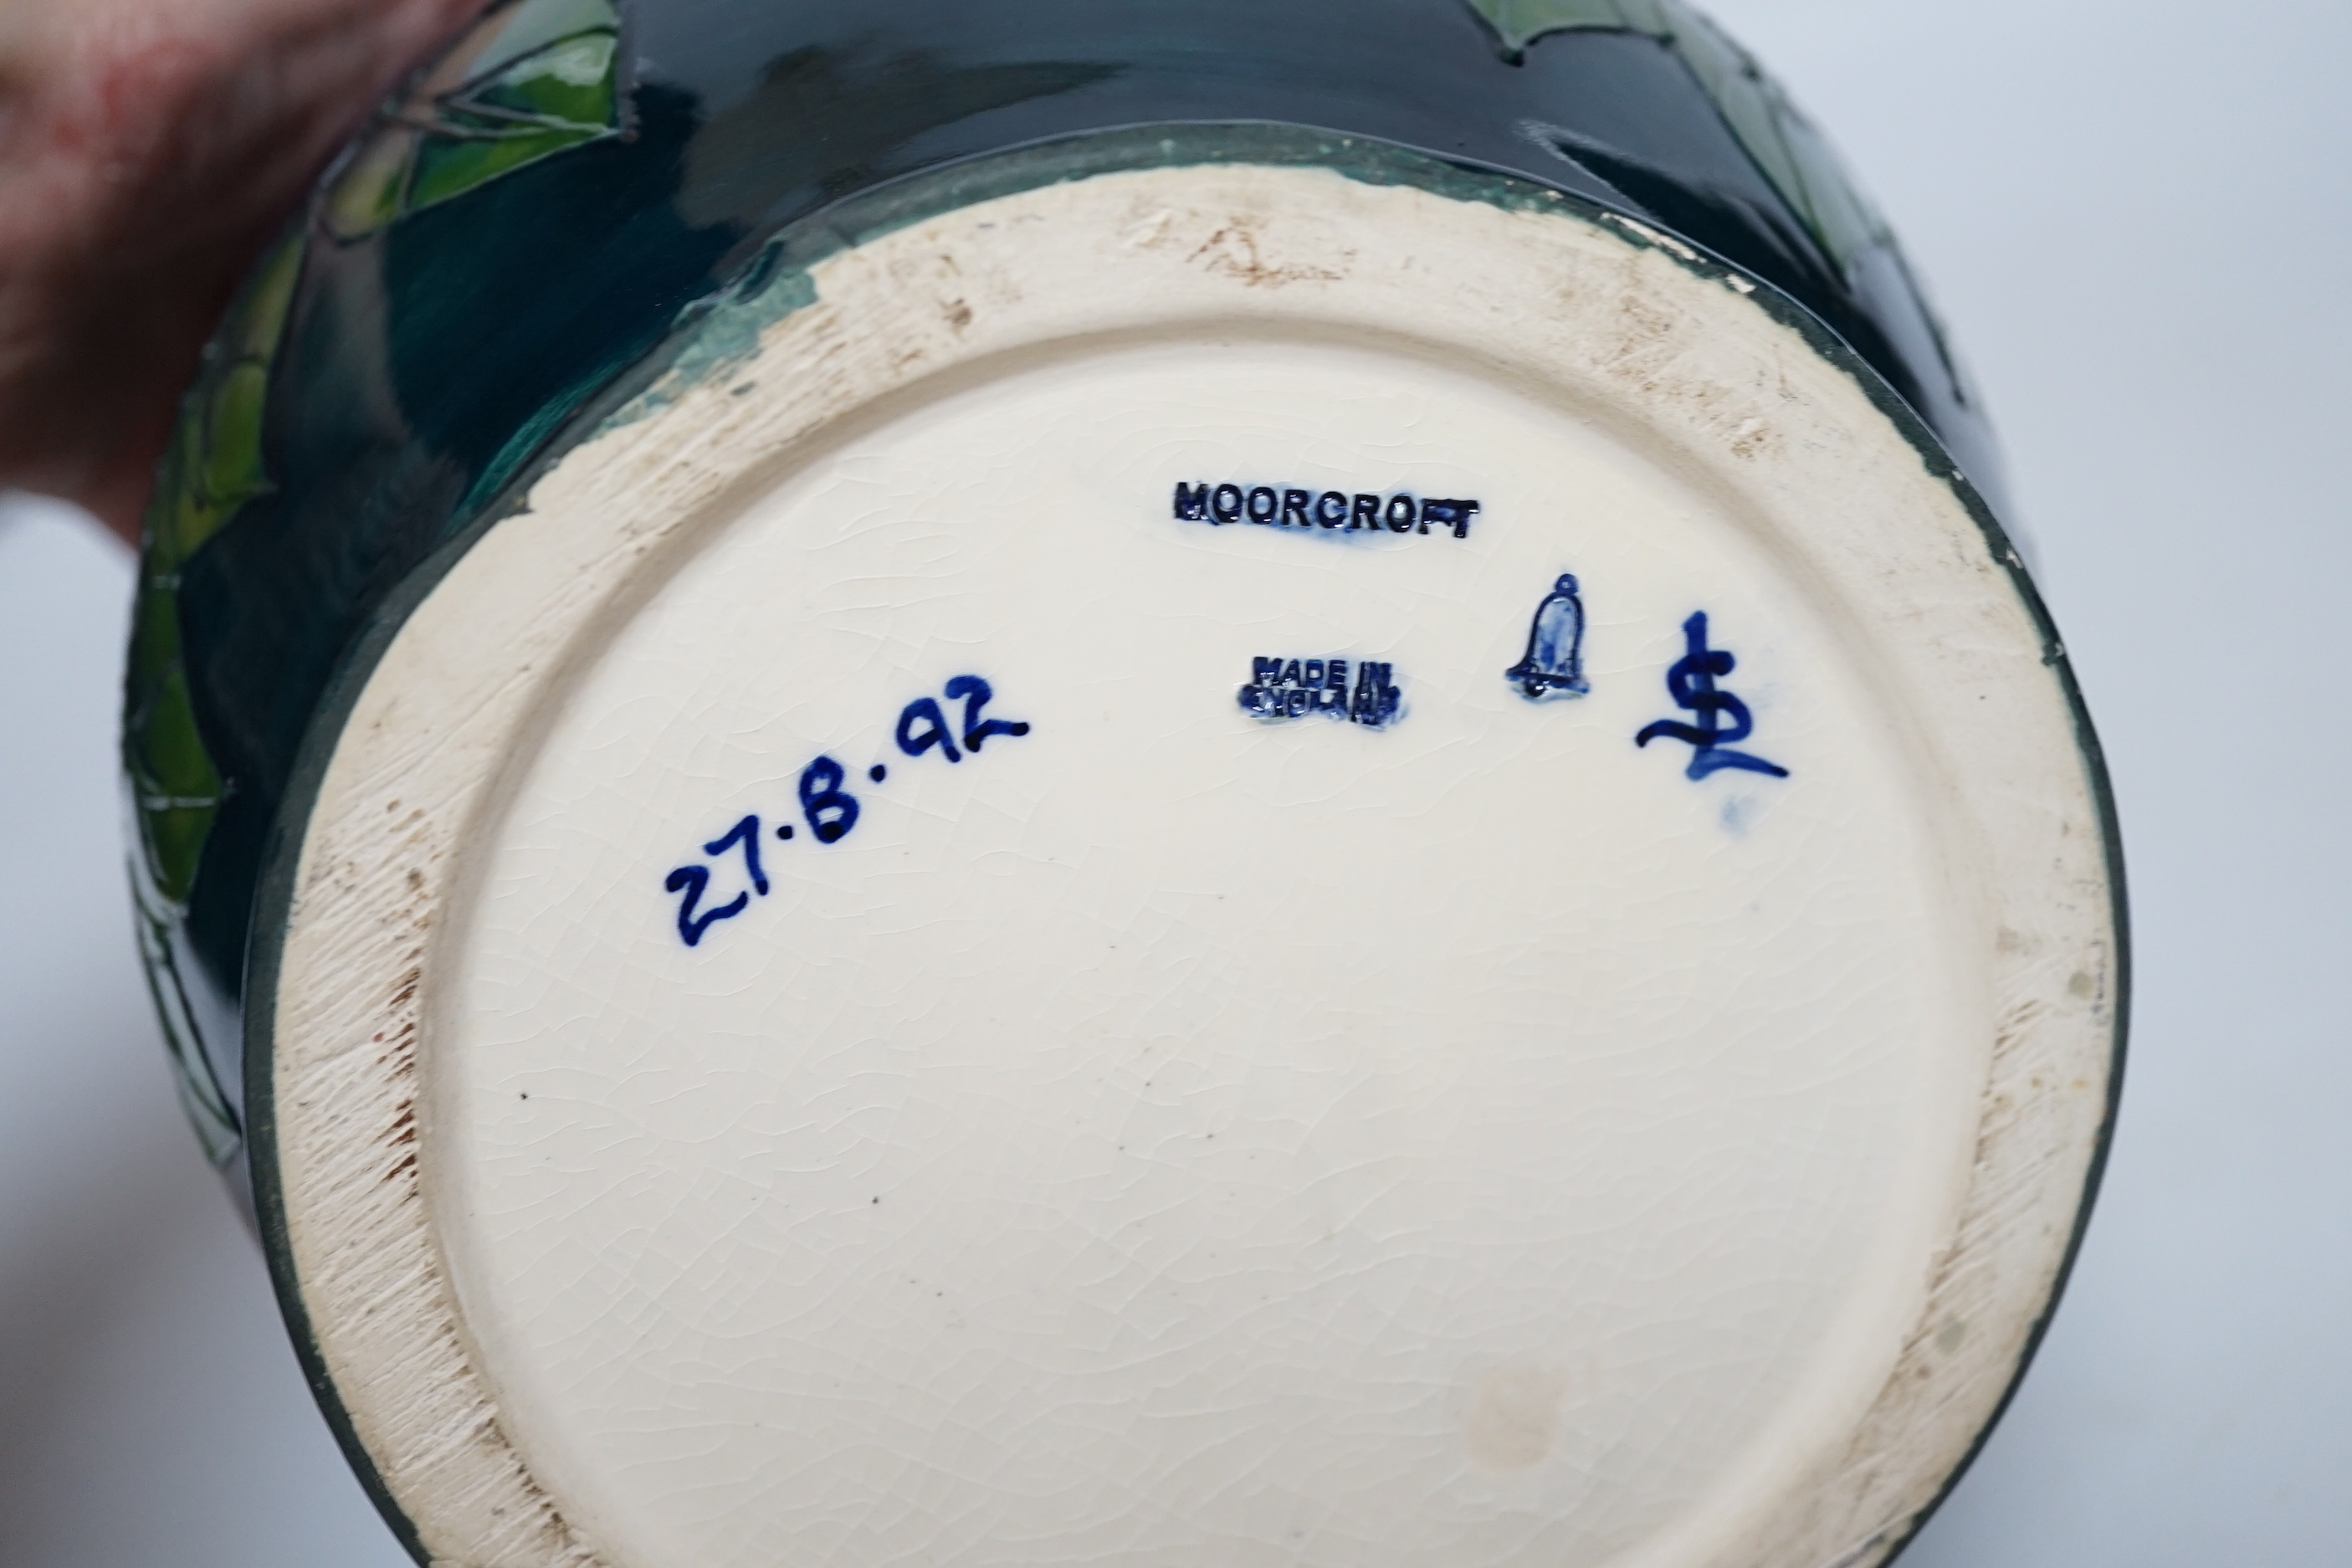 MOORCROFT
MADE IN
ENGLAND
27.8.92